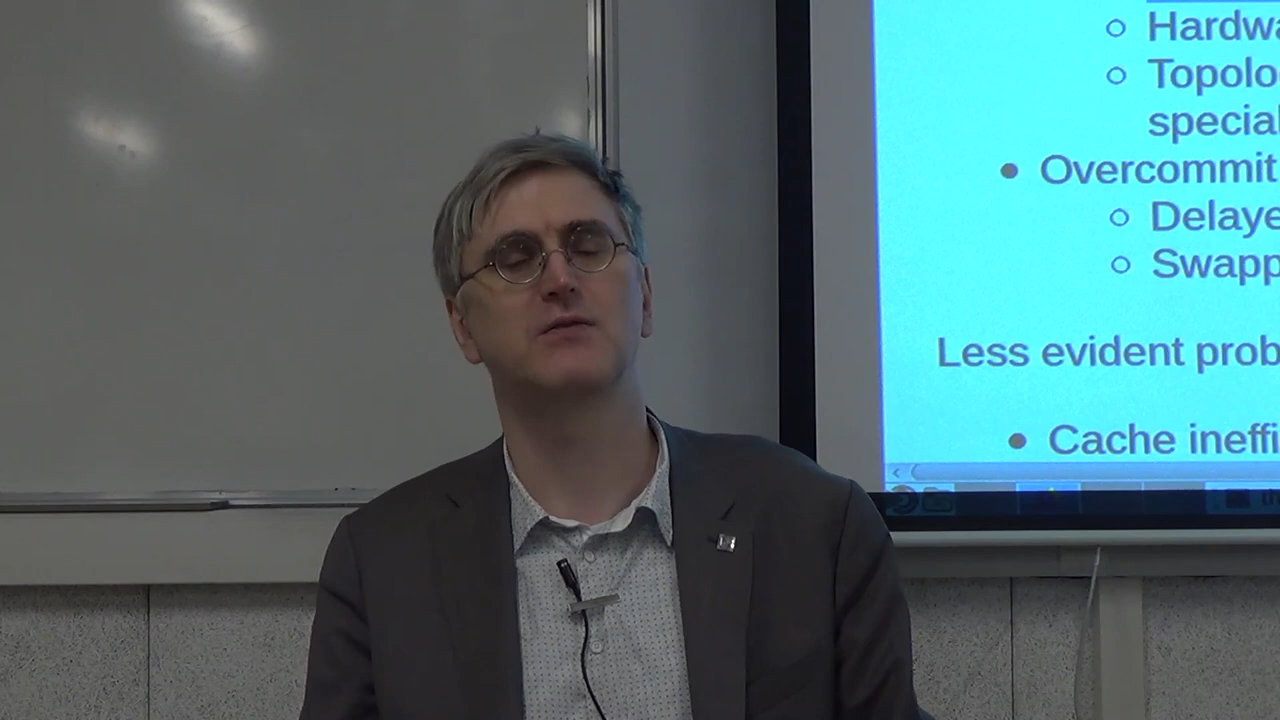 Hardwa
Topolo
special
Overcommit
Delaye
Swapp
Less evident prob
Cache ineffi